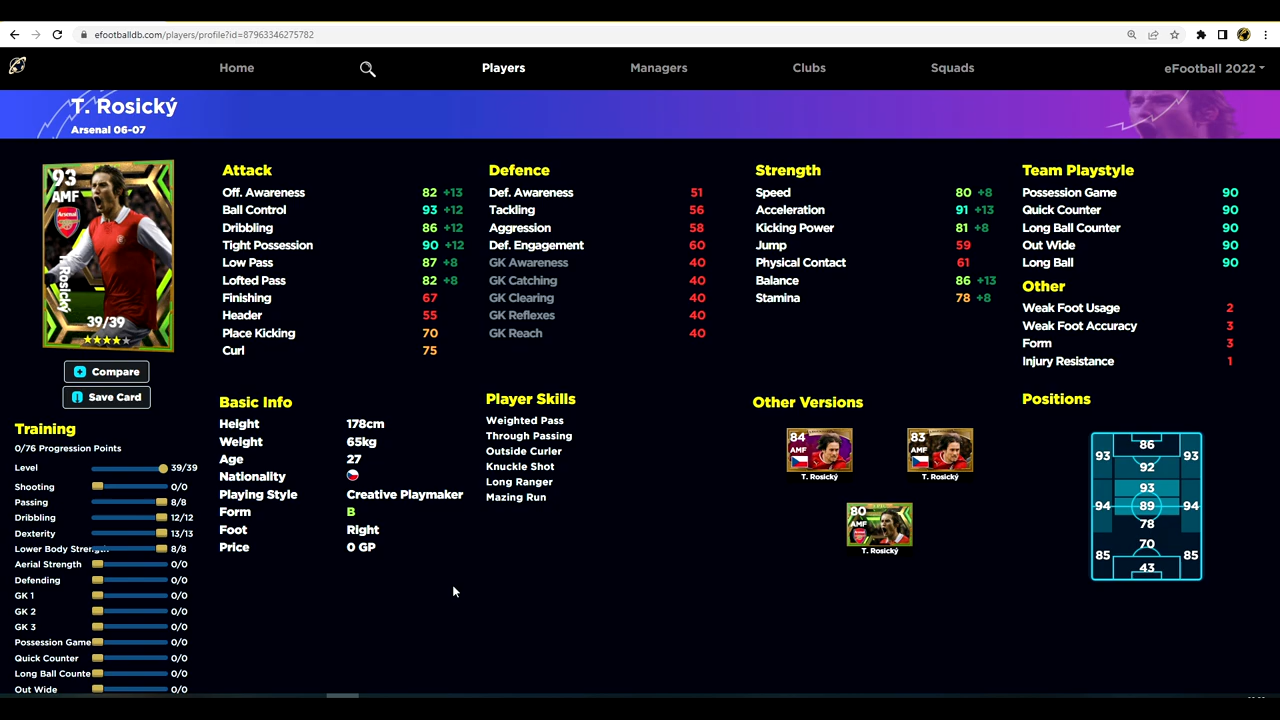 efootballdb.com/players/profile?id=87963346275782
Home
Players
Managers
Clubs
Squads
eFootball 2022
T. Rosický
Arsenal 06-07
93
AMF
Arsenal
T. Rosický
39/39
Compare
Save Card
Training
0/76 Progression Points
Level 39/39
Shooting 0/0
Passing 8/8
Dribbling 12/12
Dexterity 13/13
Lower Body Streng 8/8
Aerial Strength 0/0
Defending 0/0
GK 1 0/0
GK 2 0/0
GK 3 0/0
Possession Game 0/0
Quick Counter 0/0
Long Ball Counte 0/0
Out Wide 0/0
Attack
Off. Awareness 82 +13
Ball Control 93 +12
Dribbling 86 +12
Tight Possession 90 +12
Low Pass 87 +8
Lofted Pass 82 +8
Finishing 67
Header 55
Place Kicking 70
Curl 75
Defence
Def. Awareness 51
Tackling 56
Aggression 58
Def. Engagement 60
GK Awareness 40
GK Catching 40
GK Clearing 40
GK Reflexes 40
GK Reach 40
Strength
Speed 80 +8
Acceleration 91 +13
Kicking Power 81 +8
Jump 59
Physical Contact 61
Balance 86 +13
Stamina 78 +8
Team Playstyle
Possession Game 90
Quick Counter 90
Long Ball Counter 90
Out Wide 90
Long Ball 90
Other
Weak Foot Usage 2
Weak Foot Accuracy 3
Form 3
Injury Resistance 1
Basic Info
Height 178cm
Weight 65kg
Age 27
Nationality
Playing Style Creative Playmaker
Form B
Foot Right
Price 0 GP
Player Skills
Weighted Pass
Through Passing
Outside Curler
Knuckle Shot
Long Ranger
Mazing Run
Other Versions
84
AMF
T. Rosický
83
AMF
T. Rosický
80
AMF
T. Rosický
Positions
86
93 93
92
93
94 89 94
78
70
85 85
43